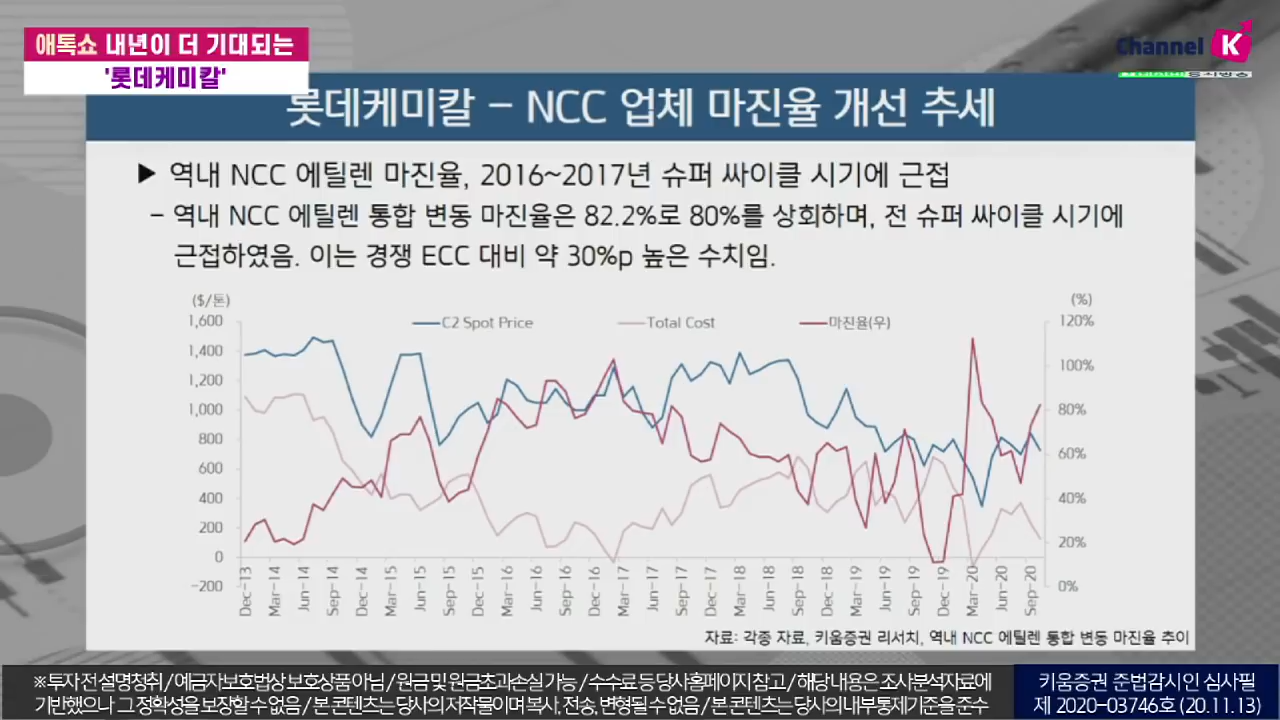 애톡쇼 내년이 더 기대되는
'롯데케미칼'
Channel K
롯데케미칼 - NCC 업체 마진율 개선 추세
▶ 역내 NCC 에틸렌 마진율, 2016~2017년 슈퍼 싸이클 시기에 근접
- 역내 NCC 에틸렌 통합 변동 마진율은 82.2%로 80%를 상회하며, 전 슈퍼 싸이클 시기에
근접하였음. 이는 경쟁 ECC 대비 약 30%p 높은 수치임.
($/톤)
(%)
C2 Spot Price
Total Cost
마진율(우)
1,600
1,400
1,200
1,000
800
600
400
200
0
-200
120%
100%
80%
60%
40%
20%
0%
Dec-13
Mar-14
Jun-14
Sep-14
Dec-14
Mar-15
Jun-15
Sep-15
Dec-15
Mar-16
Jun-16
Sep-16
Dec-16
Mar-17
Jun-17
Sep-17
Dec-17
Mar-18
Jun-18
Sep-18
Dec-18
Mar-19
Jun-19
Sep-19
Dec-19
Mar-20
Jun-20
Sep-20
자료: 각종 자료, 키움증권 리서치, 역내 NCC 에틸렌 통합 변동 마진율 추이
※ 투자 전 설명청취 / 예금자보호법상 보호상품 아님 / 원금 및 원금초과손실 가능 / 수수료 등 당사홈페이지 참고 / 해당 내용은 조사분석자료에
기반했으나 그 정확성을 보장할 수 없음 / 본 콘텐츠는 당사의 저작물이며 복사, 전송, 변형될 수 없음 / 본 콘텐츠는 당사의 내부통제기준을 준수
키움증권 준법감시인 심사필
제 2020-03746호 (20.11.13)